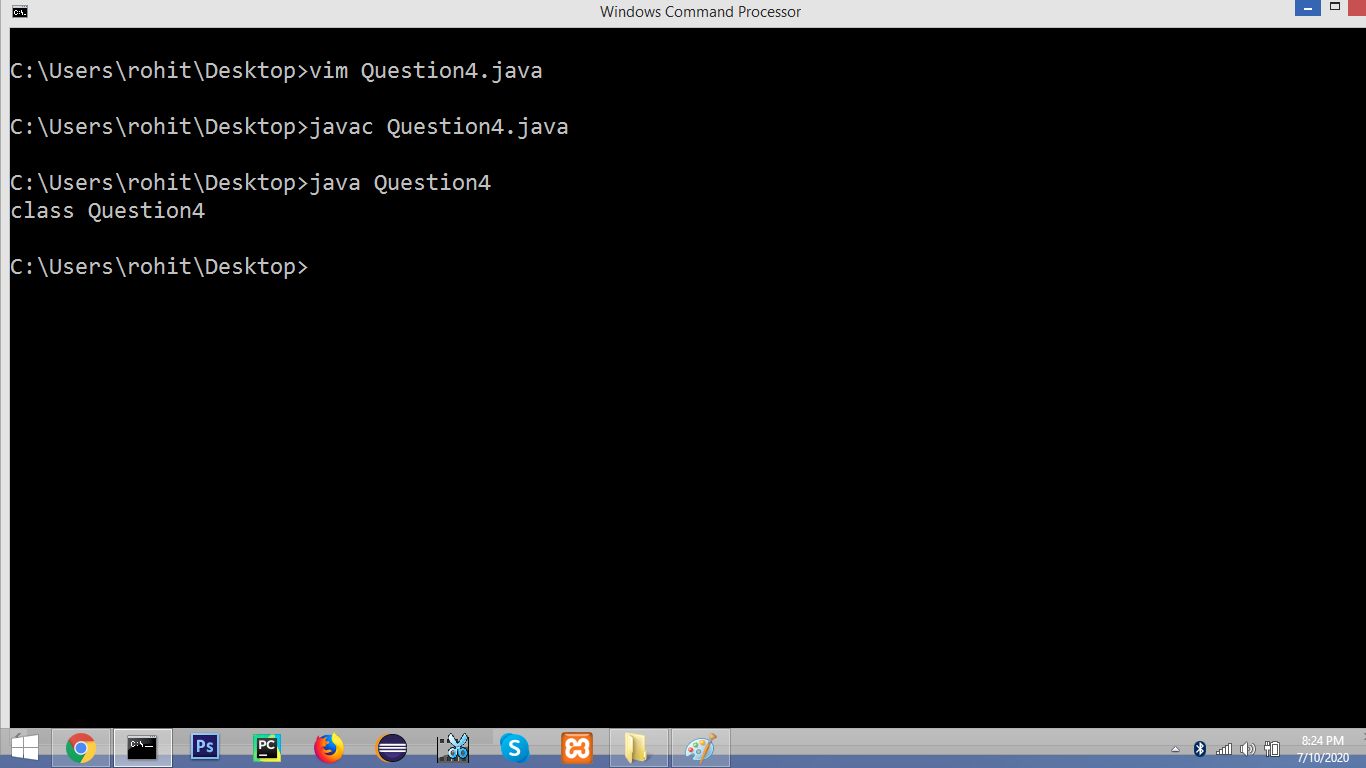 Windows Command Processor
C:\Users\rohit\Desktop>vim Question4.java
C:\Users\rohit\Desktop>javac Question4.java
C:\Users\rohit\Desktop>java Question4
class Question4
C:\Users\rohit\Desktop>
C:\_
Ps
PC
S
8:24 PM
7/10/2020